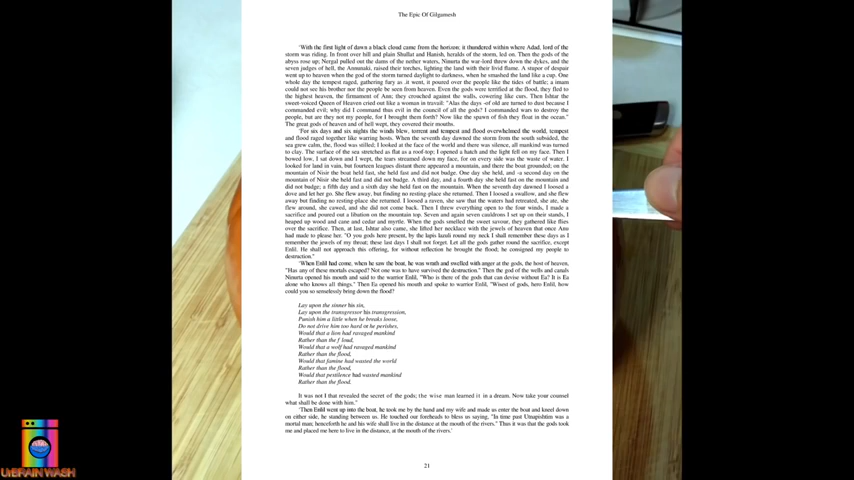 The Epic Of Gilgamesh
'With the first light of dawn a black cloud came from the horizon; it thundered within where Adad, lord of the
storm was riding. In front over hill and plain Shullat and Hanish, heralds of the storm, led on. Then the gods of the
abyss rose up; Nergal pulled out the dams of the nether waters, Ninurta the war-lord threw down the dykes, and the
seven judges of hell, the Annunaki, raised their torches, lighting the land with their livid flame. A stupor of despair
went up to heaven when the god of the storm turned daylight to darkness, when he smashed the land like a cup. One
whole day the tempest raged, gathering fury as .it went, it poured over the people like the tides of battle; a imam
could not see his brother nor the people be seen from heaven. Even the gods were terrified at the flood, they fled to
the highest heaven, the firmament of Ann; they crouched against the walls, cowering like curs. Then Ishtar the
sweet-voiced Queen of Heaven cried out like a woman in travail: "Alas the days -of old are turned to dust because I
commanded evil; why did I command thus evil in the council of all the gods? I commanded wars to destroy the
people, but are they not my people, for I brought them forth? Now like the spawn of fish they float in the ocean."
The great gods of heaven and of hell wept, they covered their mouths.
'For six days and six nights the winds blew, torrent and tempest and flood overwhelmed the world, tempest
and flood raged together like warring hosts. When the seventh day dawned the storm from the south subsided, the
sea grew calm, the, flood was stilled; I looked at the face of the world and there was silence, all mankind was turned
to clay. The surface of the sea stretched as flat as a roof-top; I opened a hatch and the light fell on my face. Then I
bowed low, I sat down and I wept, the tears streamed down my face, for on every side was the waste of water. I
looked for land in vain, but fourteen leagues distant there appeared a mountain, and there the boat grounded; on the
mountain of Nisir the boat held fast, she held fast and did not budge. One day she held, and -a second day on the
mountain of Nisir she held fast and did not budge. A third day, and a fourth day she held fast on the mountain and
did not budge; a fifth day and a sixth day she held fast on the mountain. When the seventh day dawned I loosed a
dove and let her go. She flew away, but finding no resting-place she returned. Then I loosed a swallow, and she flew
away but finding no resting-place she returned. I loosed a raven, she saw that the waters had retreated, she ate, she
flew around, she cawed, and she did not come back. Then I threw everything open to the four winds, I made a
sacrifice and poured out a libation on the mountain top. Seven and again seven cauldrons I set up on their stands, I
heaped up wood and cane and cedar and myrtle. When the gods smelled the sweet savour, they gathered like flies
over the sacrifice. Then, at last, Ishtar also came, she lifted her necklace with the jewels of heaven that once Anu
had made to please her. "O you gods here present, by the lapis lazuli round my neck I shall remember these days as I
remember the jewels of my throat; these last days I shall not forget. Let all the gods gather round the sacrifice, except
Enlil. He shall not approach this offering, for without reflection he brought the flood; he consigned my people to
destruction."
'When Enlil had come, when he saw the boat, he was wrath and swelled with anger at the gods, the host of heaven,
"Has any of these mortals escaped? Not one was to have survived the destruction." Then the god of the wells and canals
Ninurta opened his mouth and said to the warrior Enlil, "Who is there of the gods that can devise without Ea? It is Ea
alone who knows all things." Then Ea opened his mouth and spoke to warrior Enlil, "Wisest of gods, hero Enlil, how
could you so senselessly bring down the flood?
Lay upon the sinner his sin,
Lay upon the transgressor his transgression,
Punish him a little when he breaks loose,
Do not drive him too hard or he perishes,
Would that a lion had ravaged mankind
Rather than the f loud,
Would that a wolf had ravaged mankind
Rather than the flood,
Would that famine had wasted the world
Rather than the flood,
Would that pestilence had wasted mankind
Rather than the flood.
It was not I that revealed the secret of the gods; the wise man learned it in a dream. Now take your counsel
what shall be done with him."
'Then Enlil went up into the boat, he took me by the hand and my wife and made us enter the boat and kneel down
on either side, he standing between us. He touched our foreheads to bless us saying, "In time past Utnapishtim was a
mortal man; henceforth he and his wife shall live in the distance at the mouth of the rivers." Thus it was that the gods took
me and placed me here to live in the distance, at the mouth of the rivers.'
21
UrBRAIN WASH